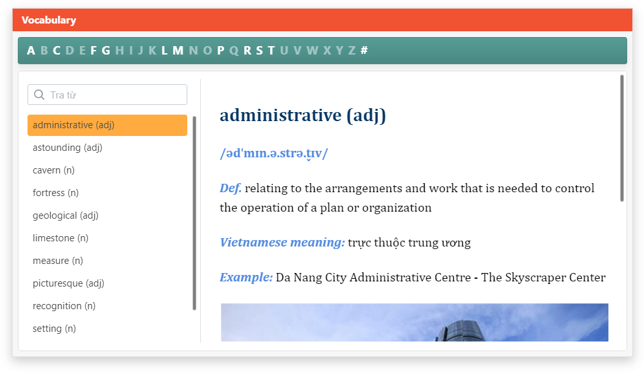 Vocabulary
A B C D E F G H I J K L M N O P Q R S T U V W X Y Z #
Tra từ
administrative (adj)
astounding (adj)
cavern (n)
fortress (n)
geological (adj)
limestone (n)
measure (n)
picturesque (adj)
recognition (n)
setting (n)
administrative (adj)
/ədˈmɪn.ə.strə.t̬ɪv/
Def. relating to the arrangements and work that is needed to control
the operation of a plan or organization
Vietnamese meaning: trực thuộc trung ương
Example: Da Nang City Administrative Centre - The Skyscraper Center